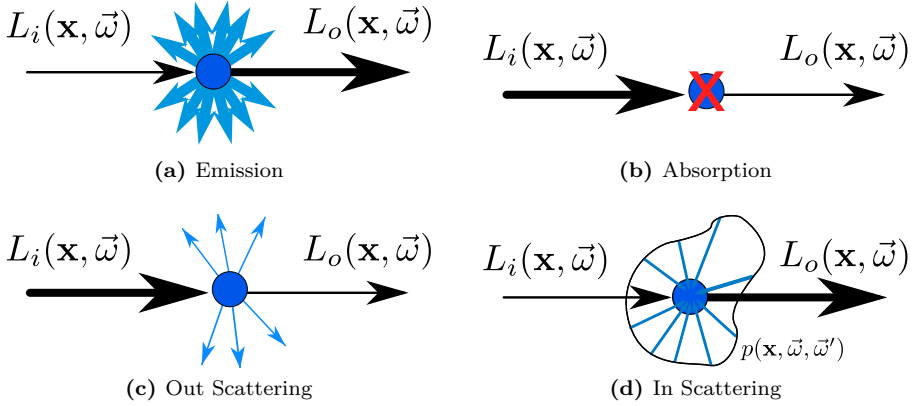 L_i(𝐱, ω⃗) L_o(𝐱, ω⃗)
L_i(𝐱, ω⃗) X L_o(𝐱, ω⃗)
(a) Emission
(b) Absorption
L_i(𝐱, ω⃗) L_o(𝐱, ω⃗)
L_i(𝐱, ω⃗) L_o(𝐱, ω⃗)
p(𝐱, ω⃗, ω⃗′)
(c) Out Scattering
(d) In Scattering